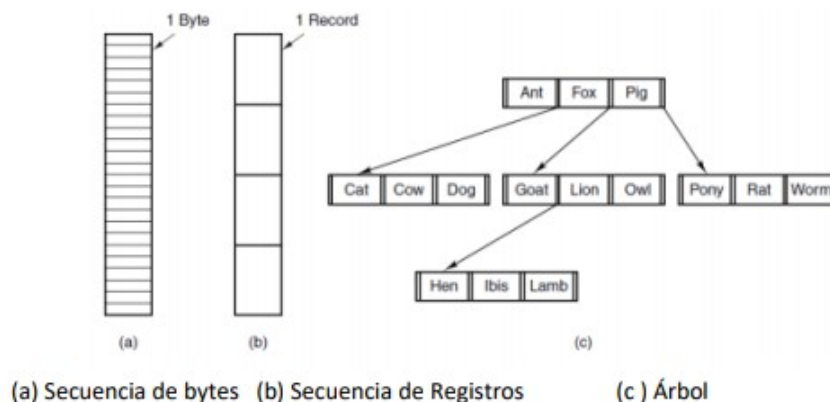 1 Byte
1 Record
Ant Fox Pig
Cat Cow Dog
Goat Lion Owl
Pony Rat Worm
Hen Ibis Lamb
(a)
(b)
(c)
(a) Secuencia de bytes (b) Secuencia de Registros (c ) Árbol